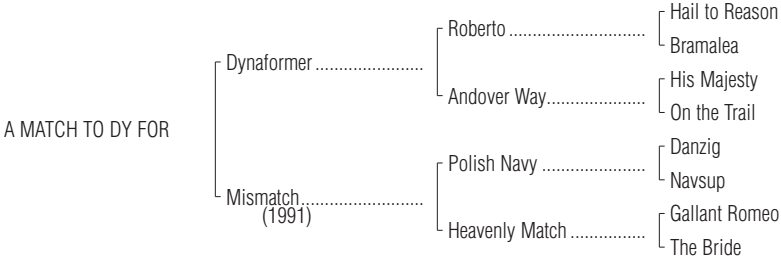 Hail to Reason
Roberto ..............................
Bramalea
Dynaformer .......................
His Majesty
Andover Way......................
On the Trail
A MATCH TO DY FOR
Danzig
Polish Navy ......................
Navsup
Mismatch..........................
(1991)
Gallant Romeo
Heavenly Match ................
The Bride